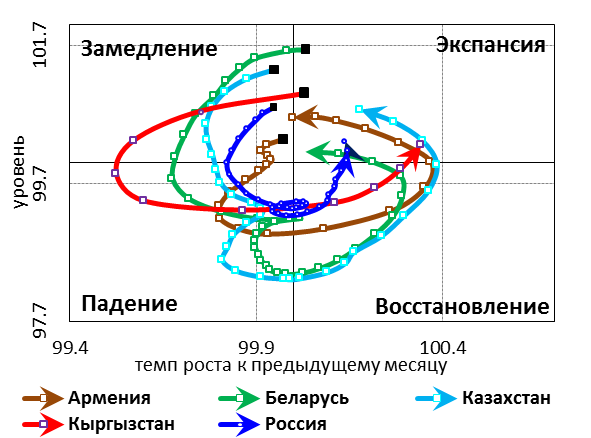 101.7
Замедление
Экспансия
уровень
99.7
Падение
Восстановление
97.7
99.4
99.9
100.4
темп роста к предыдущему месяцу
Армения
Беларусь
Казахстан
Кыргызстан
Россия